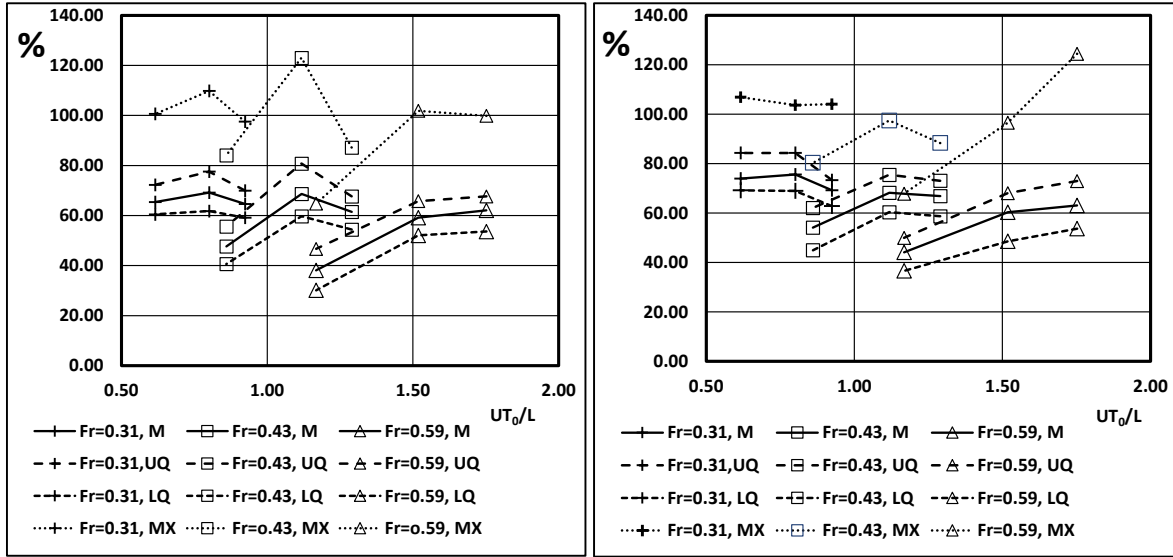 140.00
%
120.00
100.00
80.00
60.00
40.00
20.00
0.00
0.50 1.00 1.50 2.00
UT₀/L
Fr=0.31, M Fr=0.43, M Fr=0.59, M
Fr=0.31,UQ Fr=0.43, UQ Fr=0.59, UQ
Fr=0.31, LQ Fr=0.43, LQ Fr=0.59, LQ
Fr=0.31, MX Fr=o.43, MX Fr=o.59, MX
140.00
%
120.00
100.00
80.00
60.00
40.00
20.00
0.00
0.50 1.00 1.50 2.00
UT₀/L
Fr=0.31, M Fr=0.43, M Fr=0.59, M
Fr=0.31,UQ Fr=0.43, UQ Fr=0.59, UQ
Fr=0.31, LQ Fr=0.43, LQ Fr=0.59, LQ
Fr=0.31, MX Fr=0.43, MX Fr=0.59, MX